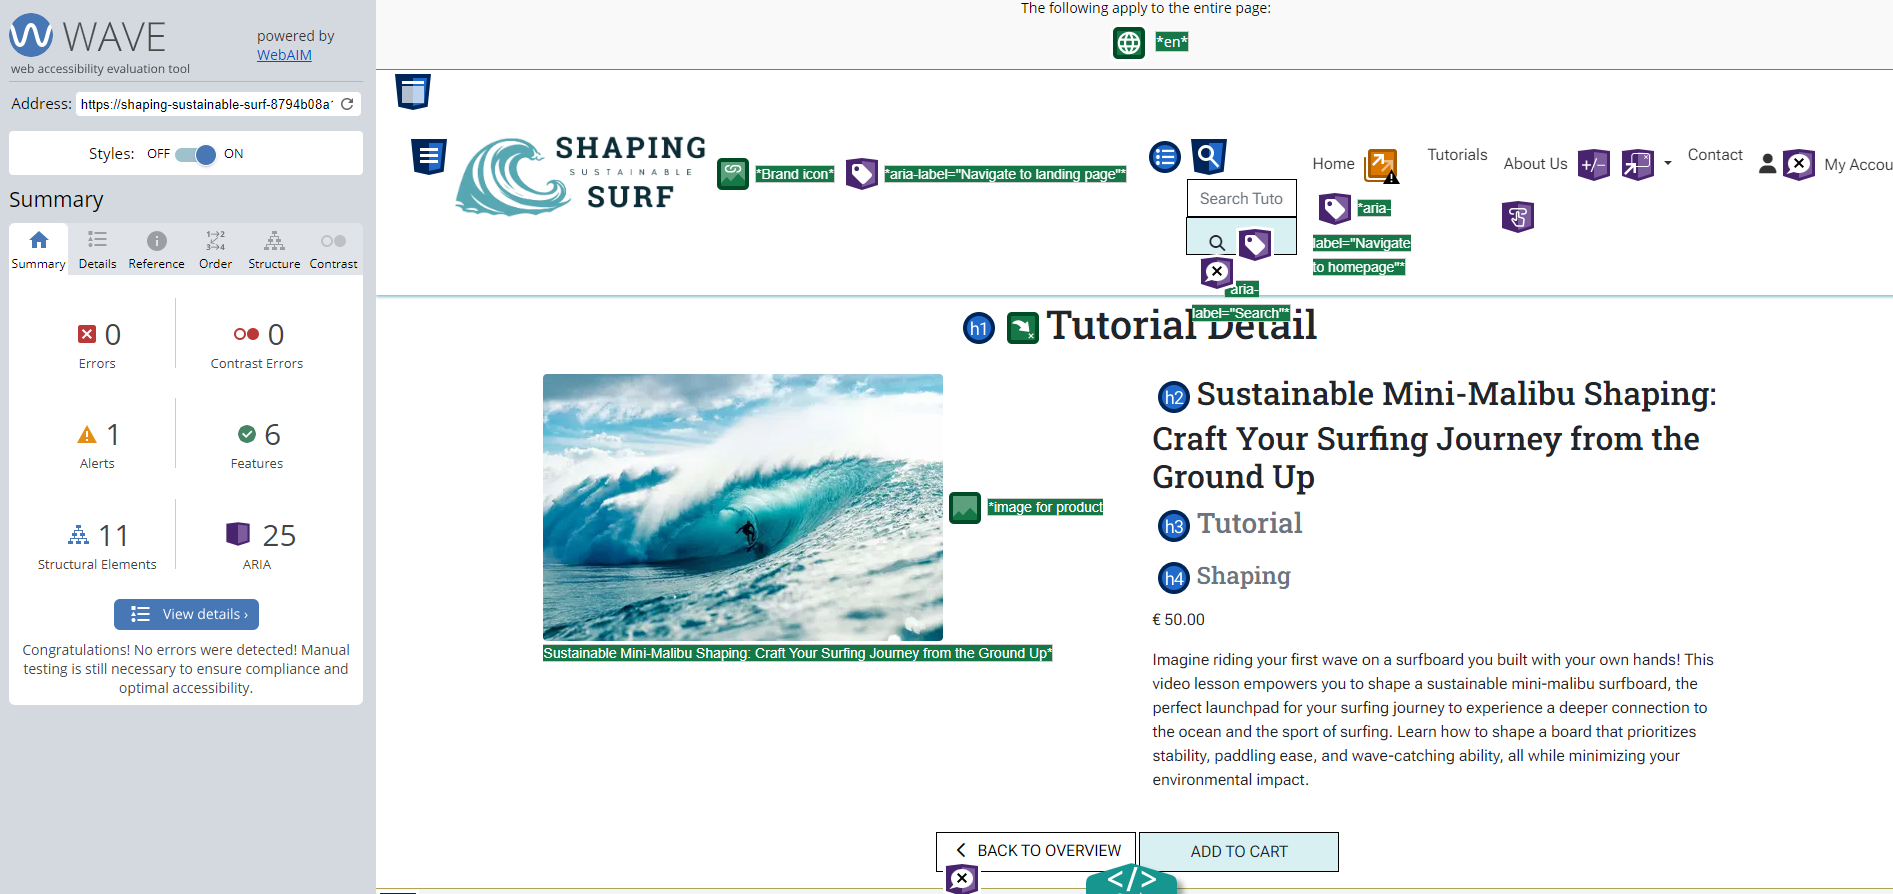 WAVE
powered by
WebAIM
web accessibility evaluation tool
Address: https://shaping-sustainable-surf-8794b08a
Styles: OFF ON
Summary
Summary Details Reference Order Structure Contrast
0 0
Errors Contrast Errors
1 6
Alerts Features
11 25
Structural Elements ARIA
View details ›
Congratulations! No errors were detected! Manual
testing is still necessary to ensure compliance and
optimal accessibility.
The following apply to the entire page:
*en*
SHAPING
SUSTAINABLE
SURF
*Brand icon* *aria-label="Navigate to landing page"*
Search Tuto
aria-
label="Search"*
Home
*aria-
label="Navigate
to homepage"*
Tutorials
About Us +/-
Contact
My Accou
h1 Tutorial Detail
*image for product
Sustainable Mini-Malibu Shaping: Craft Your Surfing Journey from the Ground Up*
h2 Sustainable Mini-Malibu Shaping:
Craft Your Surfing Journey from the
Ground Up
h3 Tutorial
h4 Shaping
€ 50.00
Imagine riding your first wave on a surfboard you built with your own hands! This
video lesson empowers you to shape a sustainable mini-malibu surfboard, the
perfect launchpad for your surfing journey to experience a deeper connection to
the ocean and the sport of surfing. Learn how to shape a board that prioritizes
stability, paddling ease, and wave-catching ability, all while minimizing your
environmental impact.
BACK TO OVERVIEW ADD TO CART
</>